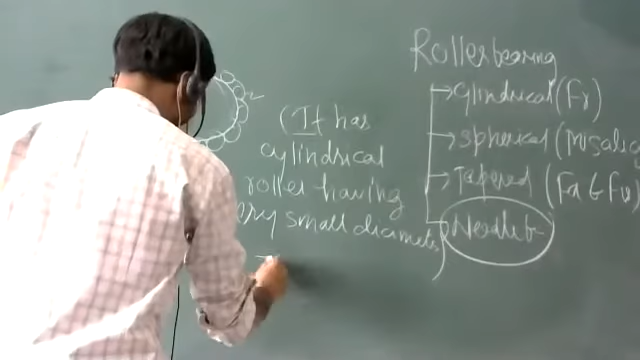 Roller bearing
Cylindrical (Fr)
Spherical (Misalig
Tapered (Fa & Fr)
Needle b-
(It has
cylindrical
roller having
very small diameter)